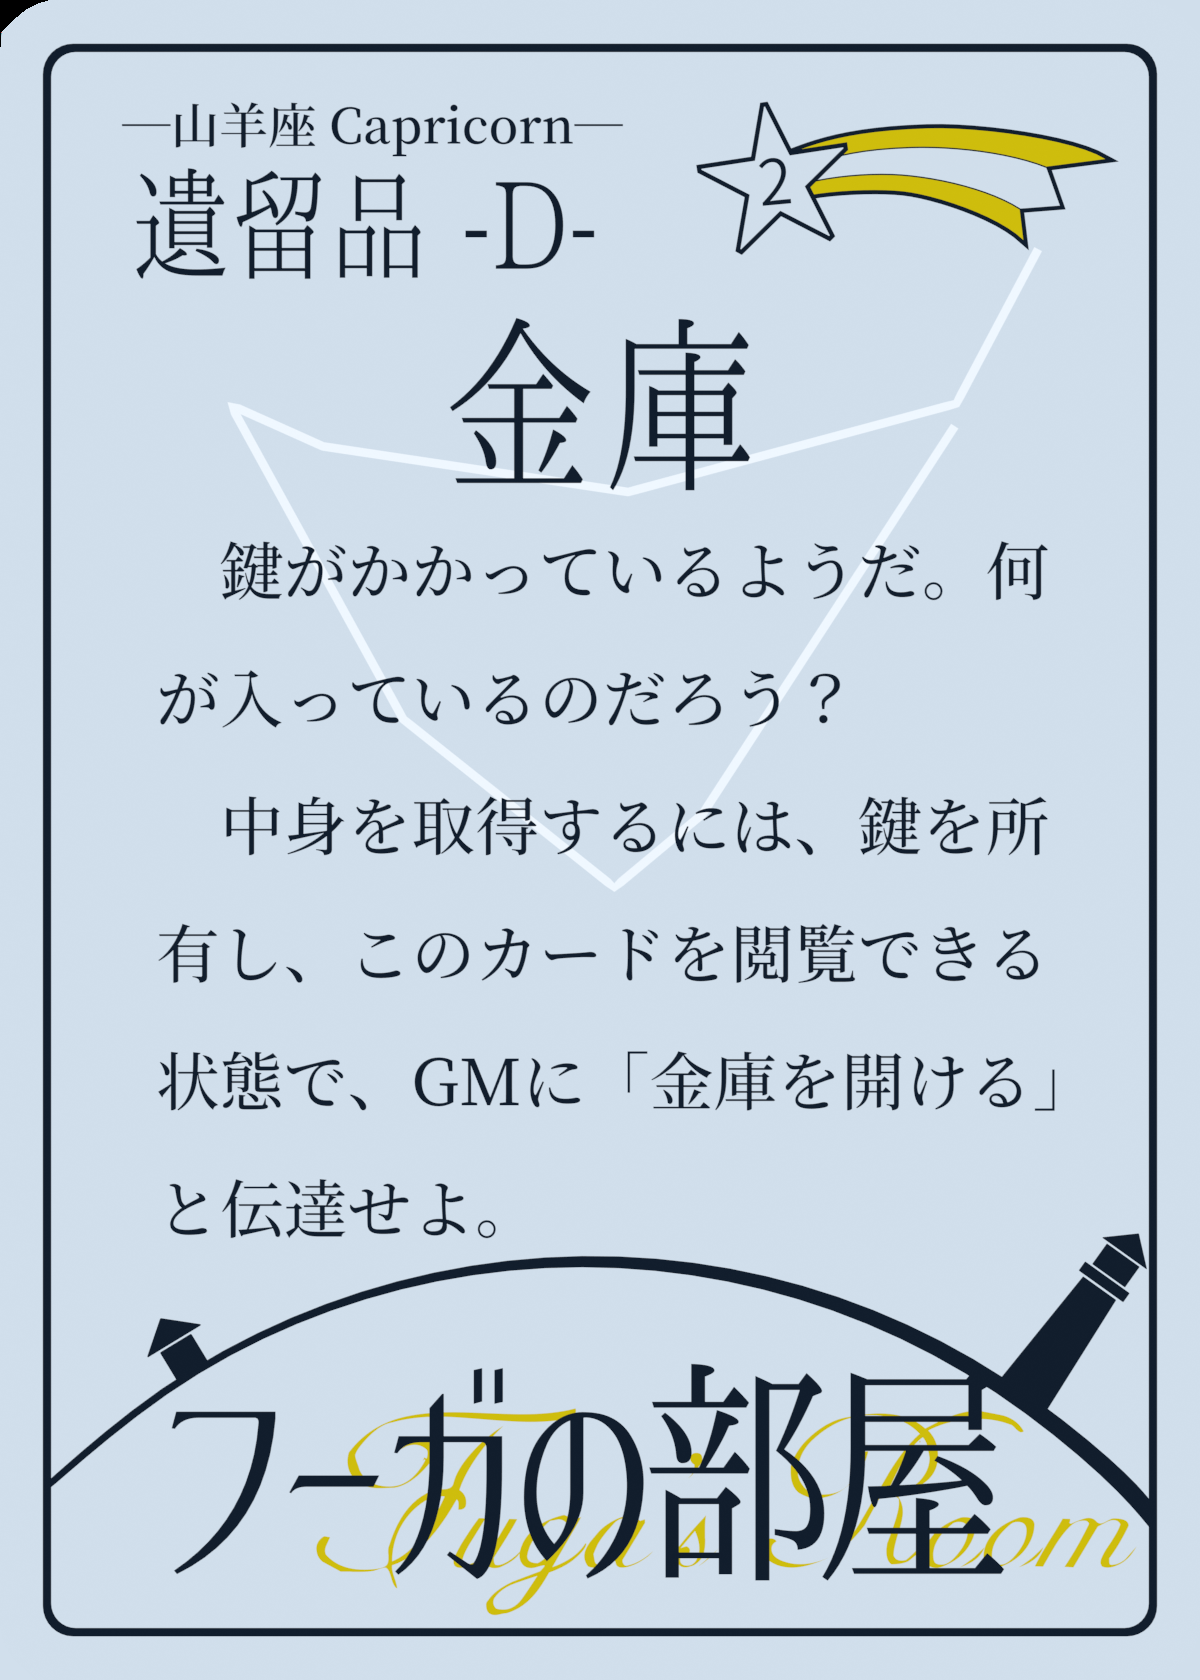 —山羊座 Capricorn—
遺留品 -D-
2
金庫
　鍵がかかっているようだ。何
が入っているのだろう？
　中身を取得するには、鍵を所
有し、このカードを閲覧できる
状態で、GMに「金庫を開ける」
と伝達せよ。
フーガの部屋
Fuga's Room